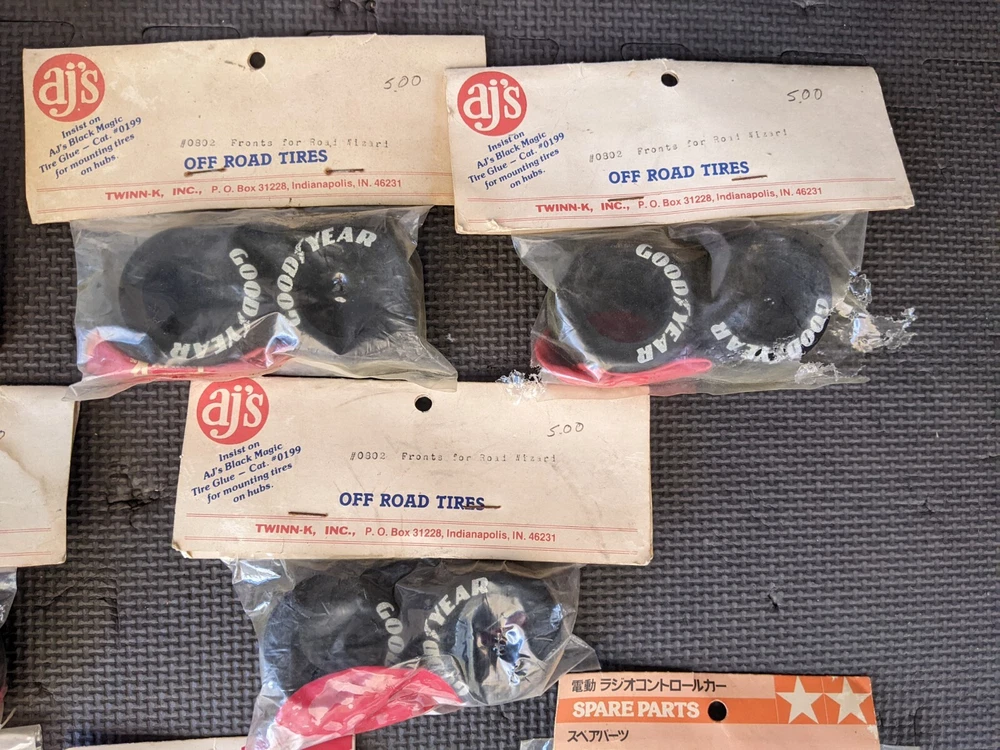 aj's
5.00
Insist on
AJ's Black Magic
Tire Glue — Cat. #0199
for mounting tires
on hubs.
#0802 Fronts for Road Wizard
OFF ROAD TIRES
TWINN-K, INC., P. O. Box 31228, Indianapolis, IN. 46231
GOODYEAR
GOODYEAR
aj's
5.00
Insist on
AJ's Black Magic
Tire Glue — Cat. #0199
for mounting tires
on hubs.
#0802 Fronts for Road Wizard
OFF ROAD TIRES
TWINN-K, INC., P. O. Box 31228, Indianapolis, IN. 46231
GOODYEAR
GOODYEAR
aj's
5.00
Insist on
AJ's Black Magic
Tire Glue — Cat. #0199
for mounting tires
on hubs.
#0802 Fronts for Road Wizard
OFF ROAD TIRES
TWINN-K, INC., P. O. Box 31228, Indianapolis, IN. 46231
GOO
YEAR
電動 ラジオコントロールカー
SPARE PARTS
スペアパーツ